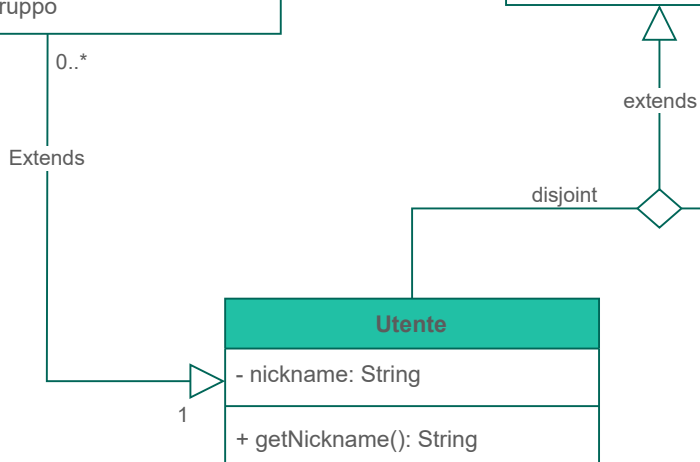 ruppo
0..*
extends
Extends
disjoint
Utente
- nickname: String
1
+ getNickname(): String